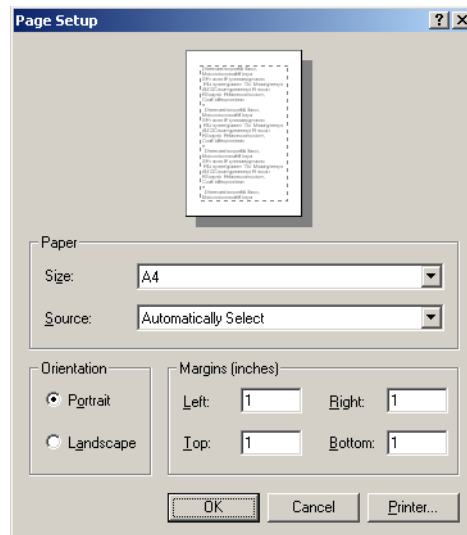 Page Setup
Paper
Size: A4
Source: Automatically Select
Orientation
Portrait
Landscape
Margins (inches)
Left: 1 Right: 1
Top: 1 Bottom: 1
OK Cancel Printer...